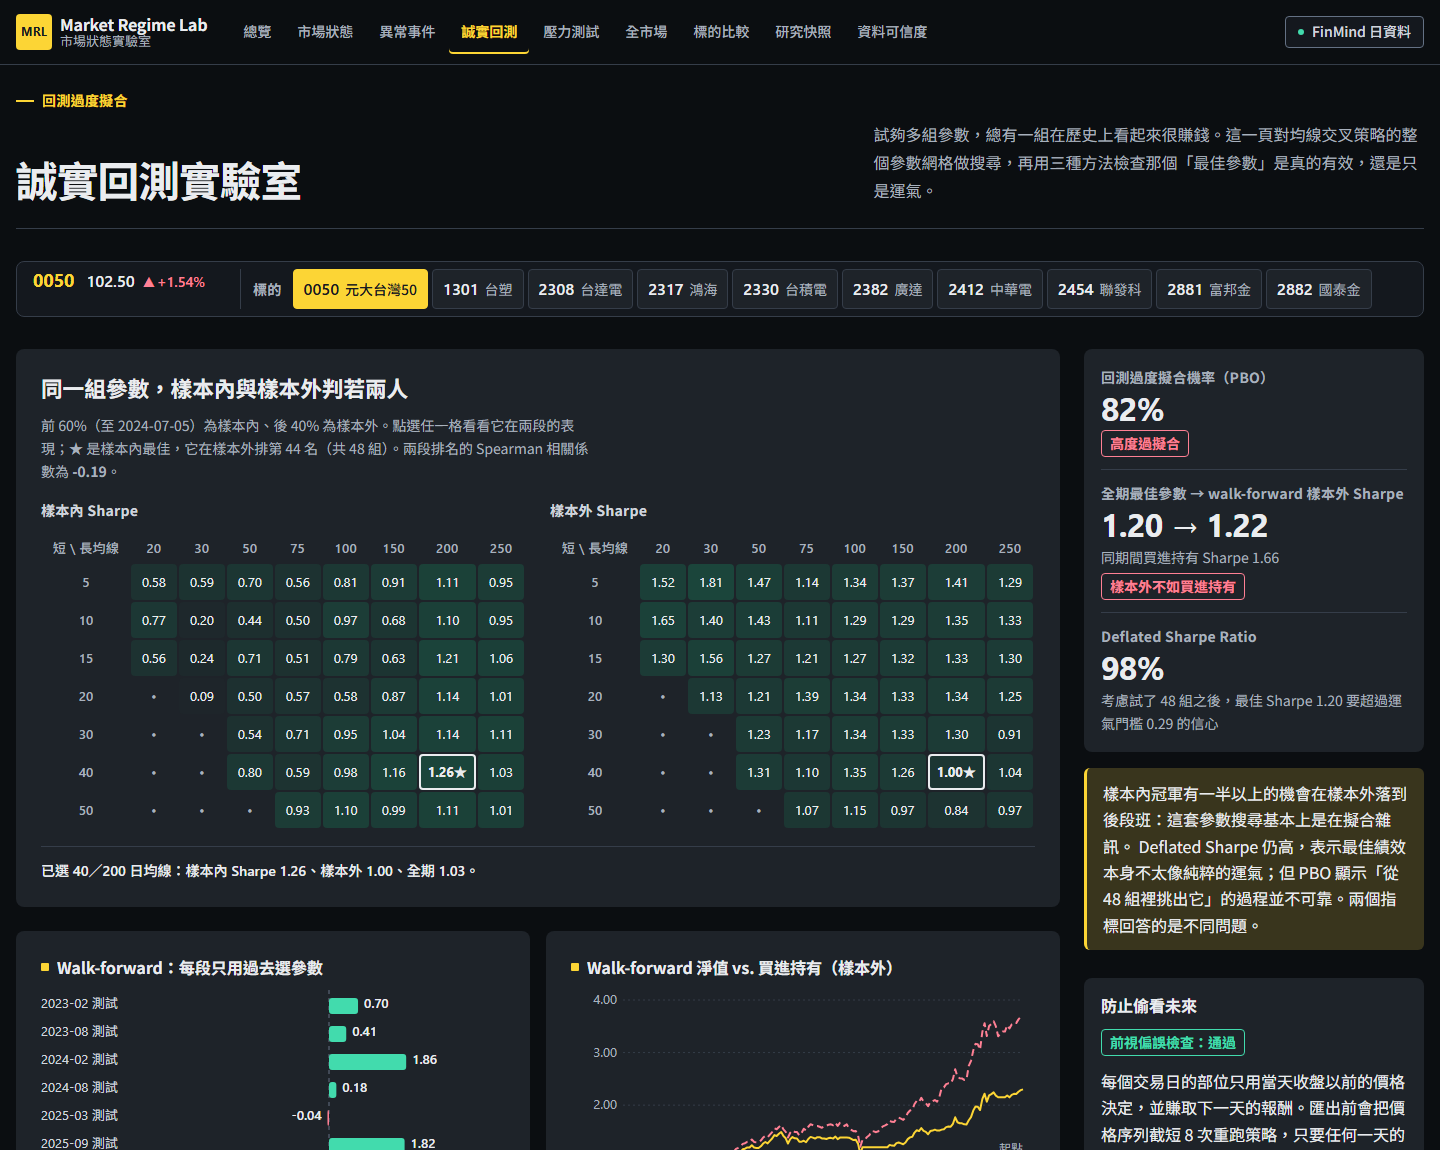 MRL
Market Regime Lab
市場狀態實驗室
總覽
市場狀態
異常事件
誠實回測
壓力測試
全市場
標的比較
研究快照
資料可信度
FinMind 日資料
回測過度擬合
誠實回測實驗室
試夠多組參數，總有一組在歷史上看起來很賺錢。這一頁對均線交叉策略的整
個參數網格做搜尋，再用三種方法檢查那個「最佳參數」是真的有效，還是只
是運氣。
0050 102.50 ▲+1.54%
標的
0050 元大台灣50
1301 台塑
2308 台達電
2317 鴻海
2330 台積電
2382 廣達
2412 中華電
2454 聯發科
2881 富邦金
2882 國泰金
同一組參數，樣本內與樣本外判若兩人
前 60%（至 2024-07-05）為樣本內、後 40% 為樣本外。點選任一格看看它在兩段的表
現；★ 是樣本內最佳，它在樣本外排第 44 名（共 48 組）。兩段排名的 Spearman 相關係
數為 -0.19。
樣本內 Sharpe
短 \ 長均線 20 30 50 75 100 150 200 250
5 0.58 0.59 0.70 0.56 0.81 0.91 1.11 0.95
10 0.77 0.20 0.44 0.50 0.97 0.68 1.10 0.95
15 0.56 0.24 0.71 0.51 0.79 0.63 1.21 1.06
20 • 0.09 0.50 0.57 0.58 0.87 1.14 1.01
30 • • 0.54 0.71 0.95 1.04 1.14 1.11
40 • • 0.80 0.59 0.98 1.16 1.26★ 1.03
50 • • • 0.93 1.10 0.99 1.11 1.01
樣本外 Sharpe
短 \ 長均線 20 30 50 75 100 150 200 250
5 1.52 1.81 1.47 1.14 1.34 1.37 1.41 1.29
10 1.65 1.40 1.43 1.11 1.29 1.29 1.35 1.33
15 1.30 1.56 1.27 1.21 1.27 1.32 1.33 1.30
20 • 1.13 1.21 1.39 1.34 1.33 1.34 1.25
30 • • 1.23 1.17 1.34 1.33 1.30 0.91
40 • • 1.31 1.10 1.35 1.26 1.00★ 1.04
50 • • • 1.07 1.15 0.97 0.84 0.97
已選 40／200 日均線：樣本內 Sharpe 1.26、樣本外 1.00、全期 1.03。
回測過度擬合機率（PBO）
82%
高度過擬合
全期最佳參數 → walk-forward 樣本外 Sharpe
1.20 → 1.22
同期間買進持有 Sharpe 1.66
樣本外不如買進持有
Deflated Sharpe Ratio
98%
考慮試了 48 組之後，最佳 Sharpe 1.20 要超過運
氣門檻 0.29 的信心
樣本內冠軍有一半以上的機會在樣本外落到
後段班：這套參數搜尋基本上是在擬合雜
訊。 Deflated Sharpe 仍高，表示最佳績效
本身不太像純粹的運氣；但 PBO 顯示「從
48 組裡挑出它」的過程並不可靠。兩個指
標回答的是不同問題。
Walk-forward：每段只用過去選參數
2023-02 測試 0.70
2023-08 測試 0.41
2024-02 測試 1.86
2024-08 測試 0.18
2025-03 測試 -0.04
2025-09 測試 1.82
Walk-forward 淨值 vs. 買進持有（樣本外）
4.00
3.00
2.00
起點
防止偷看未來
前視偏誤檢查：通過
每個交易日的部位只用當天收盤以前的價格
決定，並賺取下一天的報酬。匯出前會把價
格序列截短 8 次重跑策略，只要任何一天的